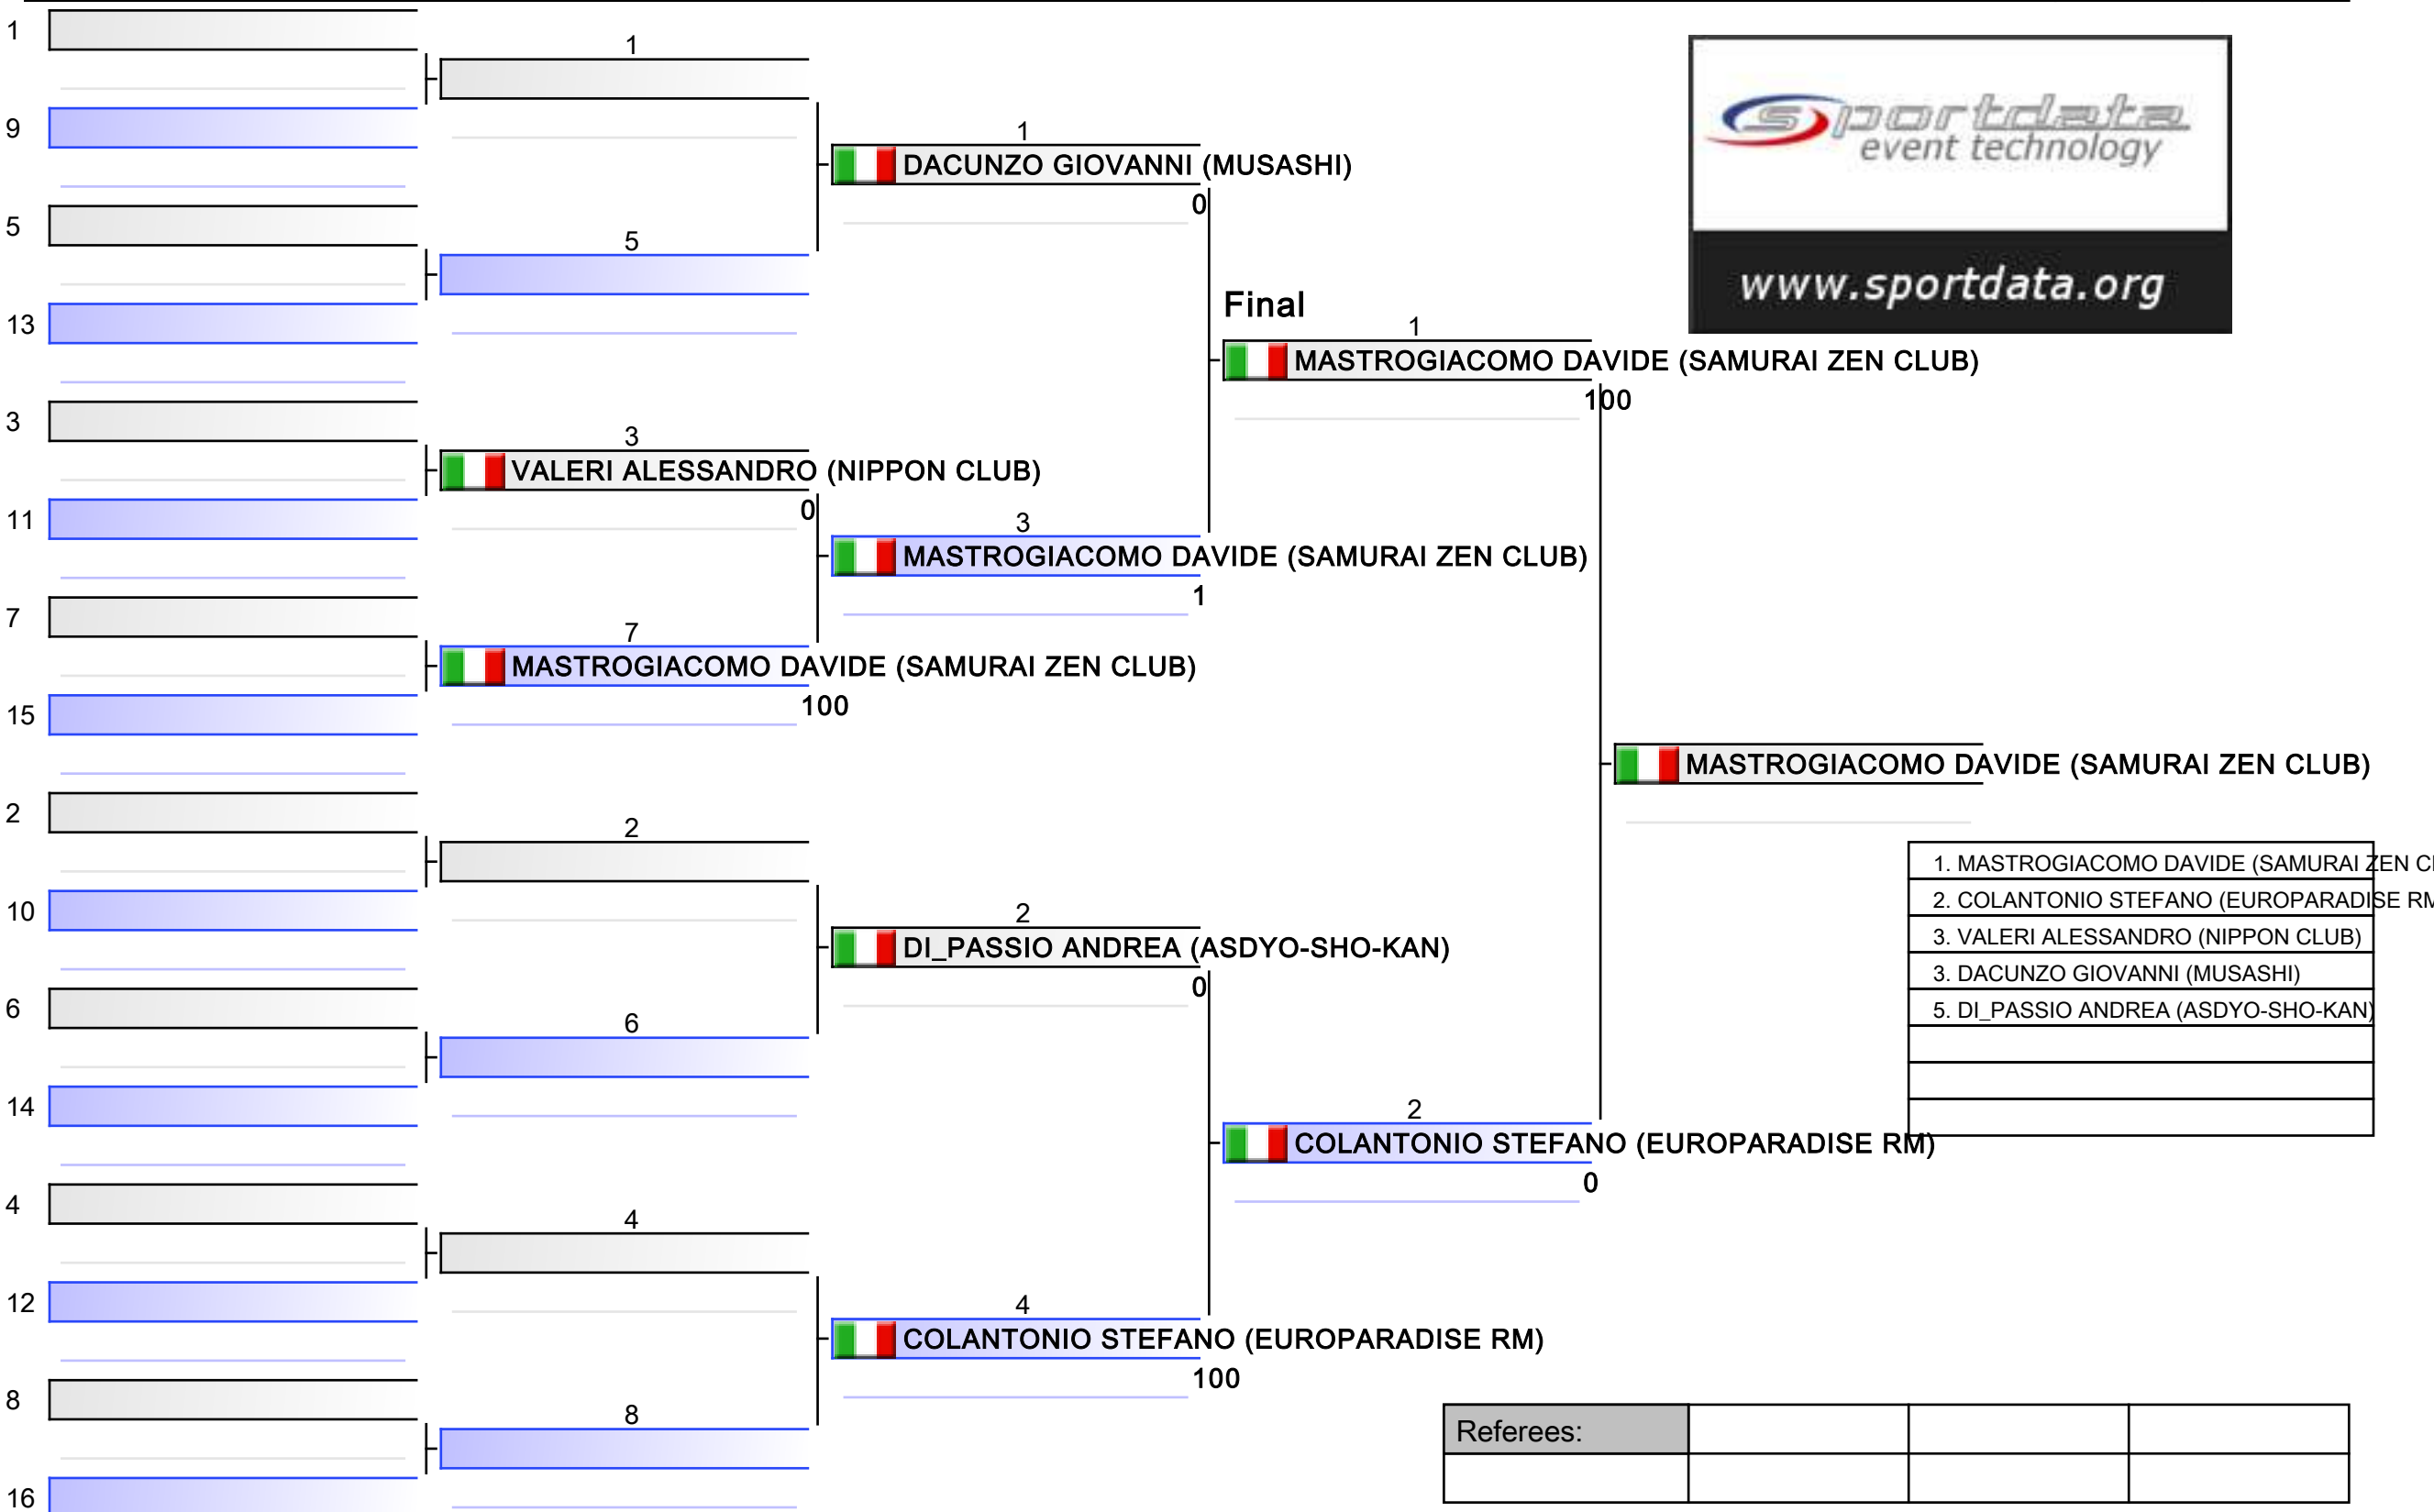 1
9
5
13
3
11
7
15
2
10
6
14
4
12
8
16
1
5
3
VALERI ALESSANDRO (NIPPON CLUB)
0
7
MASTROGIACOMO DAVIDE (SAMURAI ZEN CLUB)
100
2
6
4
8
1
DACUNZO GIOVANNI (MUSASHI)
0
3
MASTROGIACOMO DAVIDE (SAMURAI ZEN CLUB)
1
2
DI_PASSIO ANDREA (ASDYO-SHO-KAN)
0
4
COLANTONIO STEFANO (EUROPARADISE RM)
100
Final
1
MASTROGIACOMO DAVIDE (SAMURAI ZEN CLUB)
100
2
COLANTONIO STEFANO (EUROPARADISE RM)
0
MASTROGIACOMO DAVIDE (SAMURAI ZEN CLUB)
sportdata
event technology
www.sportdata.org
1. MASTROGIACOMO DAVIDE (SAMURAI ZEN C
2. COLANTONIO STEFANO (EUROPARADISE RM
3. VALERI ALESSANDRO (NIPPON CLUB)
3. DACUNZO GIOVANNI (MUSASHI)
5. DI_PASSIO ANDREA (ASDYO-SHO-KAN)
Referees: